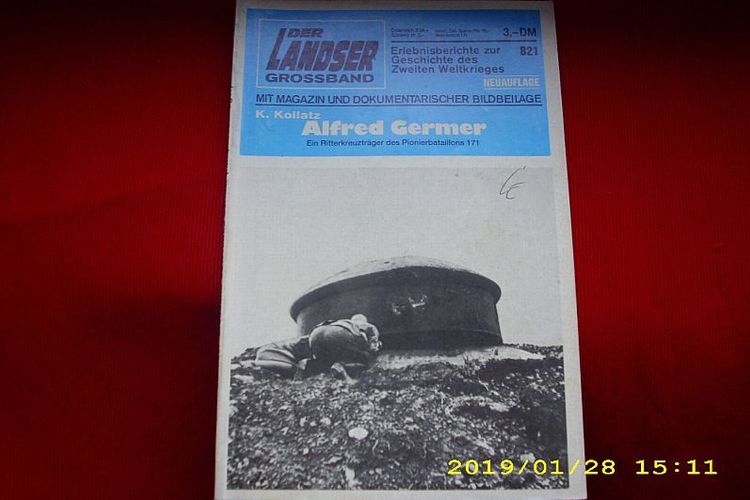 DER
LANDSER
GROSSBAND
3,-DM
Erlebnisberichte zur
Geschichte des
Zweiten Weltkrieges
821
NEUAUFLAGE
MIT MAGAZIN UND DOKUMENTARISCHER BILDBEILAGE
K. Kollatz
Alfred Germer
Ein Ritterkreuzträger des Pionierbataillons 171
2019/01/28 15:11